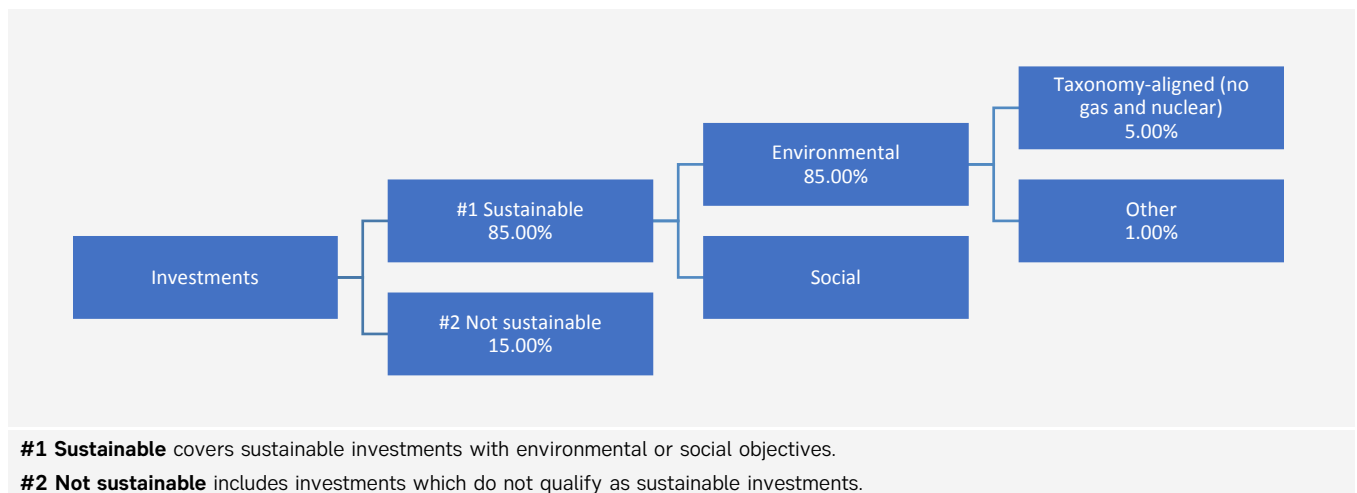 Investments
#1 Sustainable
85.00%
#2 Not sustainable
15.00%
Environmental
85.00%
Social
Taxonomy-aligned (no
gas and nuclear)
5.00%
Other
1.00%
#1 Sustainable covers sustainable investments with environmental or social objectives.
#2 Not sustainable includes investments which do not qualify as sustainable investments.